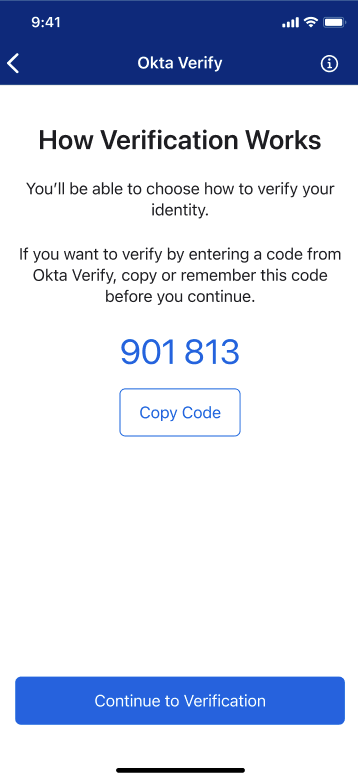 9:41
Okta Verify
How Verification Works
You’ll be able to choose how to verify your
identity.
If you want to verify by entering a code from
Okta Verify, copy or remember this code
before you continue.
901 813
Copy Code
Continue to Verification